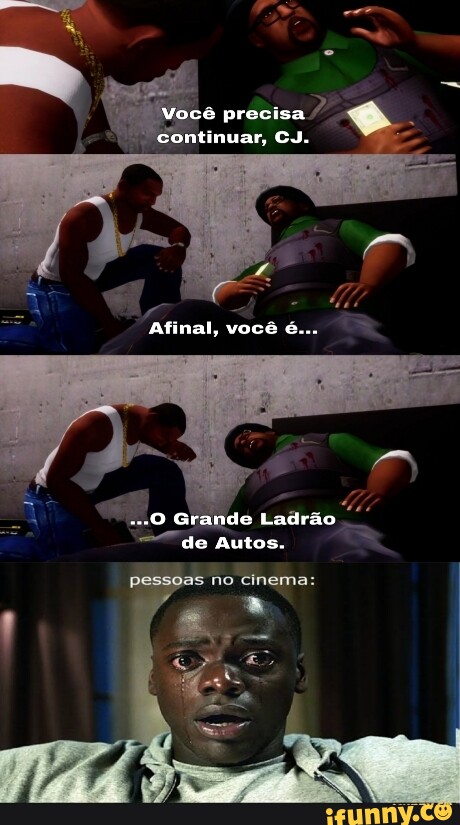 Você precisa
continuar, CJ.
Afinal, você é...
...O Grande Ladrão
de Autos.
pessoas no cinema:
ifunny.co